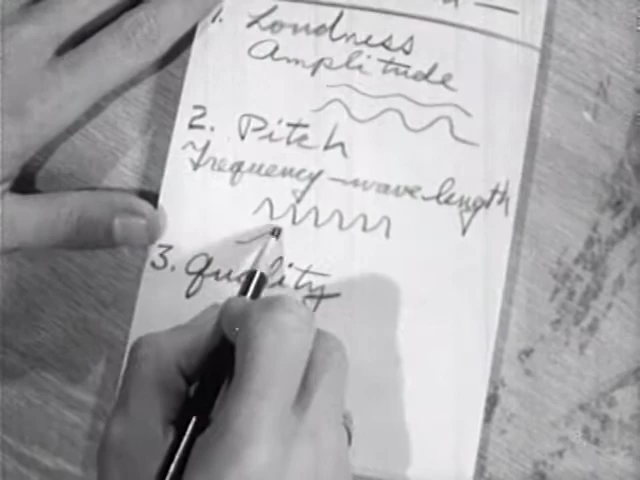 1. Loudness
Amplitude
2. Pitch
Frequency - wave length
3. Quality